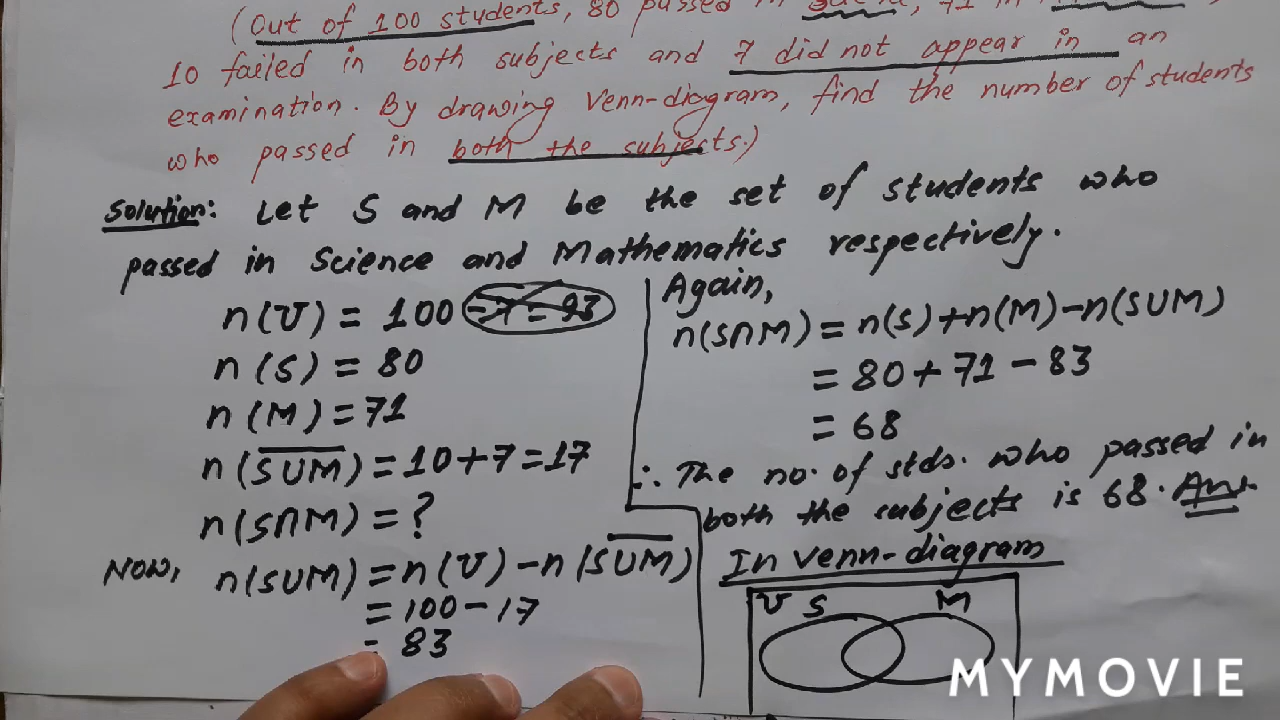 (Out of 100 students, 80 passed in 71 in
10 failed in both subjects and 7 did not appear in an
examination. By drawing Venn-diagram, find the number of students
who passed in both the subjects.)
Solution: Let S and M be the set of students who
passed in Science and Mathematics respectively.
n(U) = 100 - 7 = 93
n(S) = 80
n(M) = 71
n(S̅U̅M̅) = 10+7 = 17
n(S∩M) = ?
Now, n(SUM) = n(U) - n(S̅U̅M̅)
= 100 - 17
= 83
Again,
n(S∩M) = n(S)+n(M)-n(SUM)
= 80 + 71 - 83
= 68
∴ The no. of stds. who passed in
both the subjects is 68. Ans.
In Venn-diagram
U S M
MYMOVIE